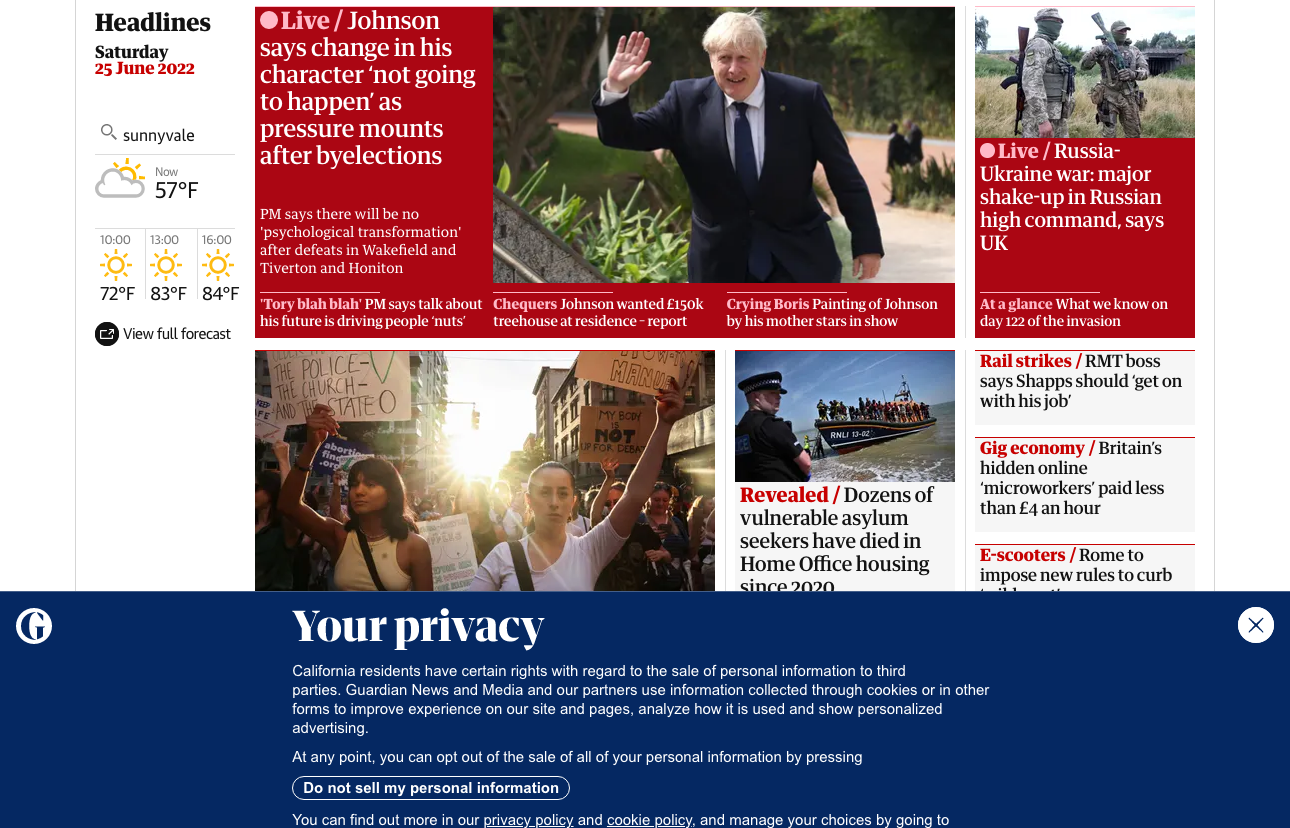 Headlines
Saturday
25 June 2022
sunnyvale
Now
57°F
10:00
13:00
16:00
72°F
83°F
84°F
View full forecast
Live / Johnson
says change in his
character ‘not going
to happen’ as
pressure mounts
after byelections
PM says there will be no
'psychological transformation'
after defeats in Wakefield and
Tiverton and Honiton
'Tory blah blah' PM says talk about
his future is driving people ‘nuts’
Chequers Johnson wanted £150k
treehouse at residence – report
Crying Boris Painting of Johnson
by his mother stars in show
Live / Russia-
Ukraine war: major
shake-up in Russian
high command, says
UK
At a glance What we know on
day 122 of the invasion
THE POLICE-
THE CHURCH-
AND THE STATE
MY BODY
IS
NOT
UP FOR DEBATE
RNLI 13-02
Revealed / Dozens of
vulnerable asylum
seekers have died in
Home Office housing
since 2020
Rail strikes / RMT boss
says Shapps should ‘get on
with his job’
Gig economy / Britain’s
hidden online
‘microworkers’ paid less
than £4 an hour
E-scooters / Rome to
impose new rules to curb
Your privacy
California residents have certain rights with regard to the sale of personal information to third
parties. Guardian News and Media and our partners use information collected through cookies or in other
forms to improve experience on our site and pages, analyze how it is used and show personalized
advertising.
At any point, you can opt out of the sale of all of your personal information by pressing
Do not sell my personal information
You can find out more in our privacy policy and cookie policy, and manage your choices by going to